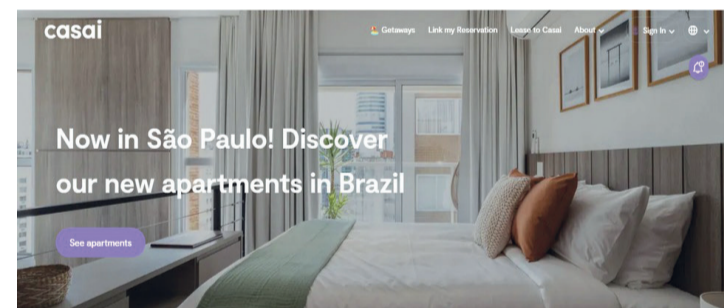 casai
Getaways Link my Reservation Lease to Casai About Sign In
Now in São Paulo! Discover
our new apartments in Brazil
See apartments